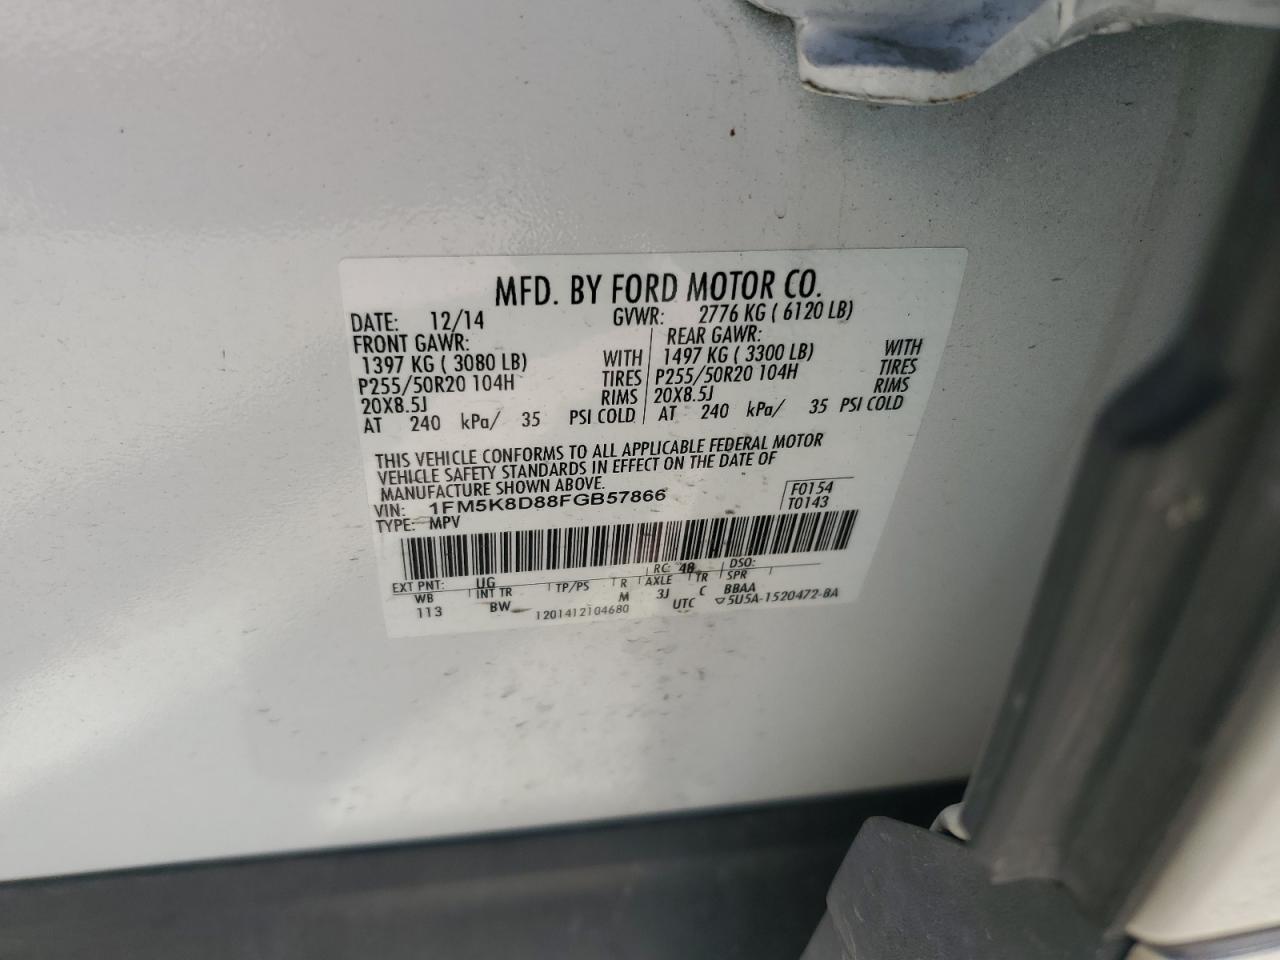 MFD. BY FORD MOTOR CO.
DATE: 12/14 GVWR: 2776 KG ( 6120 LB)
FRONT GAWR: REAR GAWR:
1397 KG ( 3080 LB) WITH 1497 KG ( 3300 LB) WITH
P255/50R20 104H TIRES P255/50R20 104H TIRES
20X8.5J RIMS 20X8.5J RIMS
AT 240 kPa/ 35 PSI COLD AT 240 kPa/ 35 PSI COLD
THIS VEHICLE CONFORMS TO ALL APPLICABLE FEDERAL MOTOR
VEHICLE SAFETY STANDARDS IN EFFECT ON THE DATE OF
MANUFACTURE SHOWN ABOVE.
VIN: 1FM5K8D88FGB57866 F0154
TYPE: MPV T0143
EXT PNT: UG RC: 48 DSO:
WB INT TR TP/PS R AXLE TR SPR
113 BW M 3J C BBAA
1201412104680 UTC ▽5U5A-1520472-BA